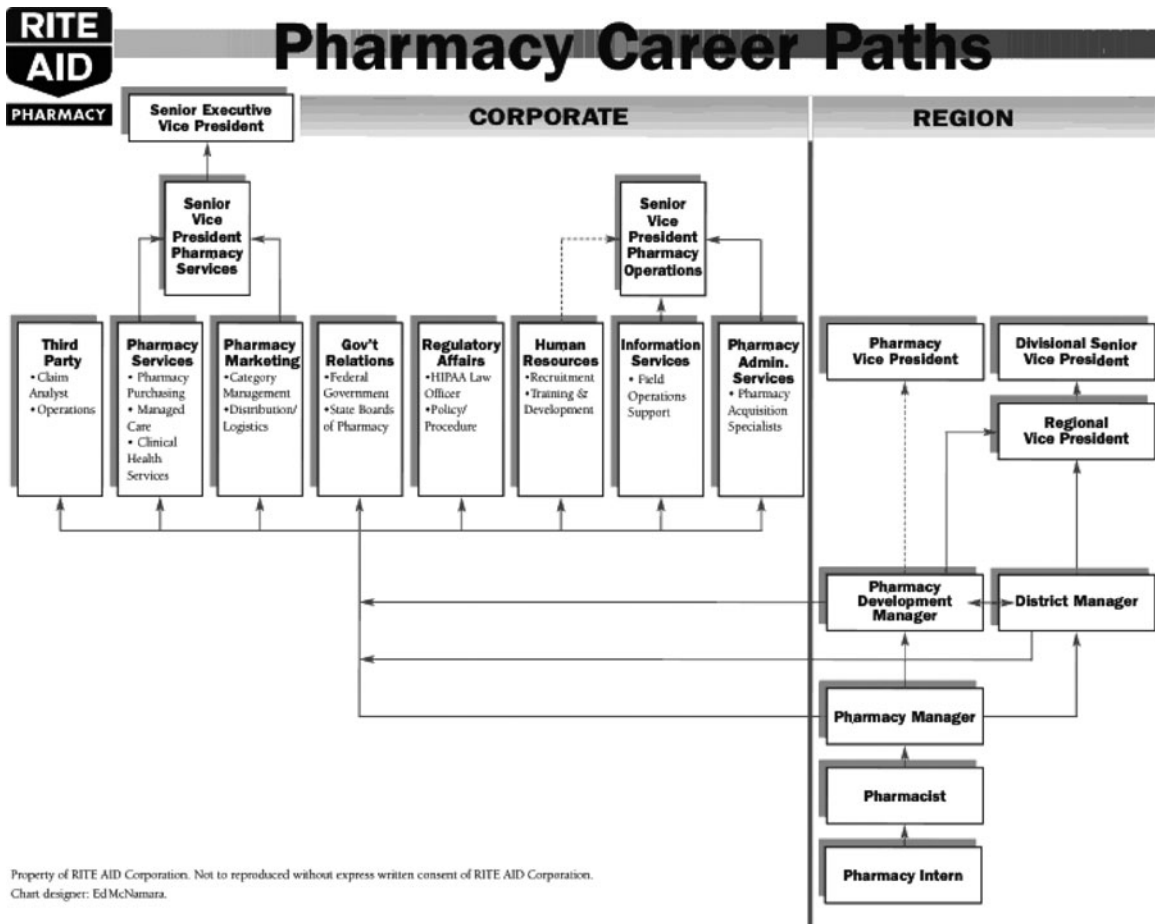 RITE
AID
PHARMACY
Pharmacy Career Paths
CORPORATE
REGION
Senior Executive
Vice President
Senior
Vice
President
Pharmacy
Services
Senior
Vice
President
Pharmacy
Operations
Third
Party
•Claim
Analyst
•Operations
Pharmacy
Services
• Pharmacy
Purchasing
• Managed
Care
• Clinical
Health
Services
Pharmacy
Marketing
•Category
Management
•Distribution/
Logistics
Gov't
Relations
•Federal
Government
•State Boards
of Pharmacy
Regulatory
Affairs
•HIPAA Law
Officer
•Policy/
Procedure
Human
Resources
•Recruitment
•Training &
Development
Information
Services
• Field
Operations
Support
Pharmacy
Admin.
Services
• Pharmacy
Acquisition
Specialists
Pharmacy
Vice President
Divisional Senior
Vice President
Regional
Vice President
Pharmacy
Development
Manager
District Manager
Pharmacy Manager
Pharmacist
Pharmacy Intern
Property of RITE AID Corporation. Not to reproduced without express written consent of RITE AID Corporation.
Chart designer: Ed McNamara.